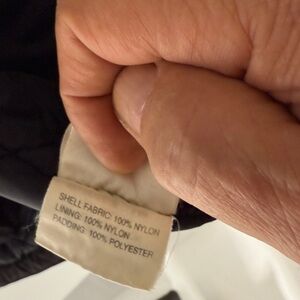 SHELL FABRIC: 100% NYLON
LINING: 100% NYLON
PADDING: 100% POLYESTER